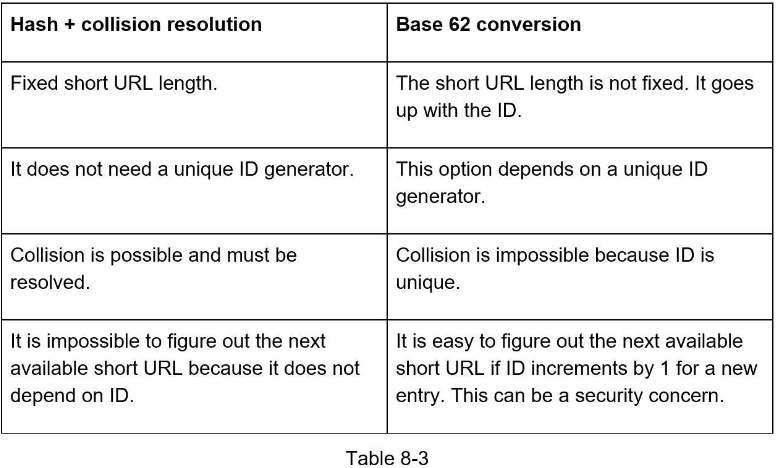 Hash + collision resolution
Base 62 conversion
Fixed short URL length.
The short URL length is not fixed. It goes
up with the ID.
It does not need a unique ID generator.
This option depends on a unique ID
generator.
Collision is possible and must be
resolved.
Collision is impossible because ID is
unique.
It is impossible to figure out the next
available short URL because it does not
depend on ID.
It is easy to figure out the next available
short URL if ID increments by 1 for a new
entry. This can be a security concern.
Table 8-3